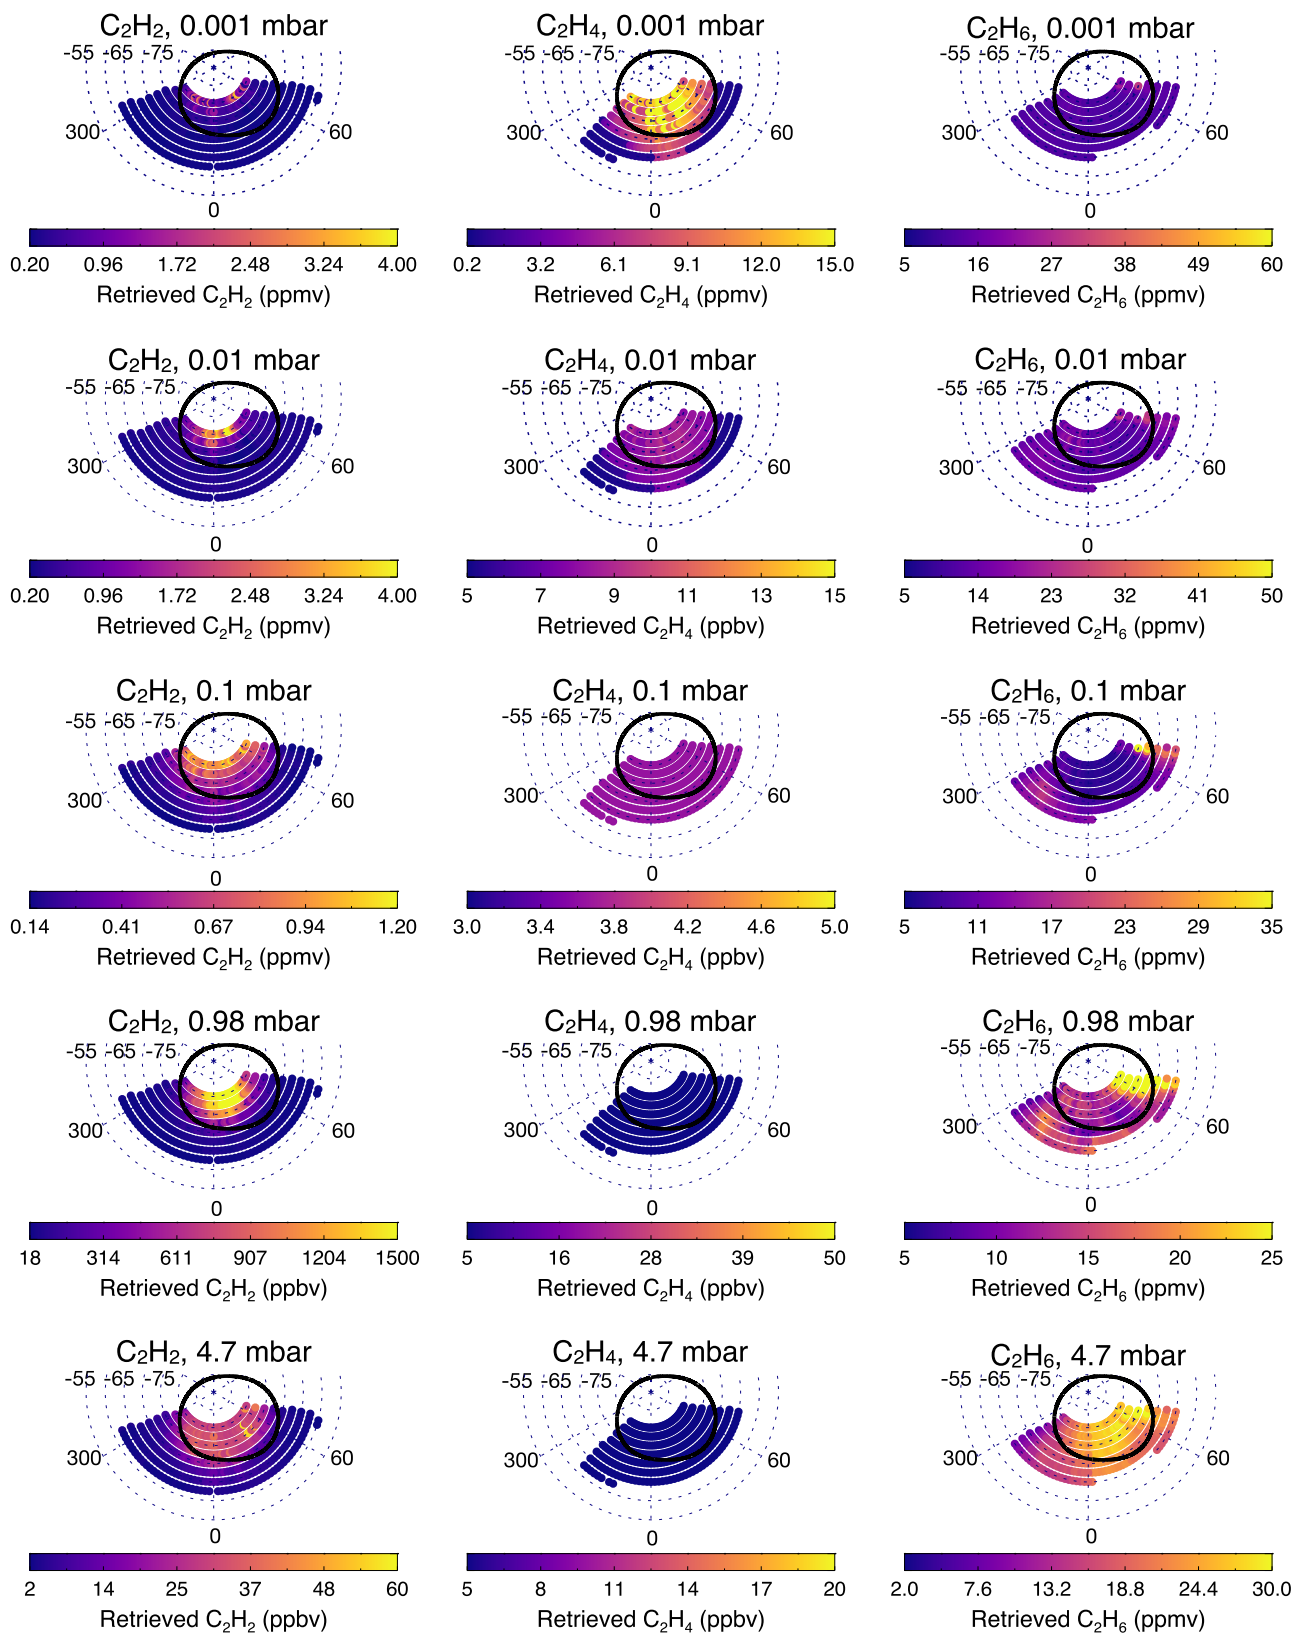 C₂H₂, 0.001 mbar
C₂H₄, 0.001 mbar
C₂H₆, 0.001 mbar
-55 -65 -75
-55 -65 -75
-55 -65 -75
300 60
300 60
300 60
0
0
0
0.20 0.96 1.72 2.48 3.24 4.00
0.2 3.2 6.1 9.1 12.0 15.0
5 16 27 38 49 60
Retrieved C₂H₂ (ppmv)
Retrieved C₂H₄ (ppmv)
Retrieved C₂H₆ (ppmv)
C₂H₂, 0.01 mbar
C₂H₄, 0.01 mbar
C₂H₆, 0.01 mbar
-55 -65 -75
-55 -65 -75
-55 -65 -75
300 60
300 60
300 60
0
0
0
0.20 0.96 1.72 2.48 3.24 4.00
5 7 9 11 13 15
5 14 23 32 41 50
Retrieved C₂H₂ (ppmv)
Retrieved C₂H₄ (ppbv)
Retrieved C₂H₆ (ppmv)
C₂H₂, 0.1 mbar
C₂H₄, 0.1 mbar
C₂H₆, 0.1 mbar
-55 -65 -75
-55 -65 -75
-55 -65 -75
300 60
300 60
300 60
0
0
0
0.14 0.41 0.67 0.94 1.20
3.0 3.4 3.8 4.2 4.6 5.0
5 11 17 23 29 35
Retrieved C₂H₂ (ppmv)
Retrieved C₂H₄ (ppbv)
Retrieved C₂H₆ (ppmv)
C₂H₂, 0.98 mbar
C₂H₄, 0.98 mbar
C₂H₆, 0.98 mbar
-55 -65 -75
-55 -65 -75
-55 -65 -75
300 60
300 60
300 60
0
0
0
18 314 611 907 1204 1500
5 16 28 39 50
5 10 15 20 25
Retrieved C₂H₂ (ppbv)
Retrieved C₂H₄ (ppbv)
Retrieved C₂H₆ (ppmv)
C₂H₂, 4.7 mbar
C₂H₄, 4.7 mbar
C₂H₆, 4.7 mbar
-55 -65 -75
-55 -65 -75
-55 -65 -75
300 60
300 60
300 60
0
0
0
2 14 25 37 48 60
5 8 11 14 17 20
2.0 7.6 13.2 18.8 24.4 30.0
Retrieved C₂H₂ (ppbv)
Retrieved C₂H₄ (ppbv)
Retrieved C₂H₆ (ppmv)